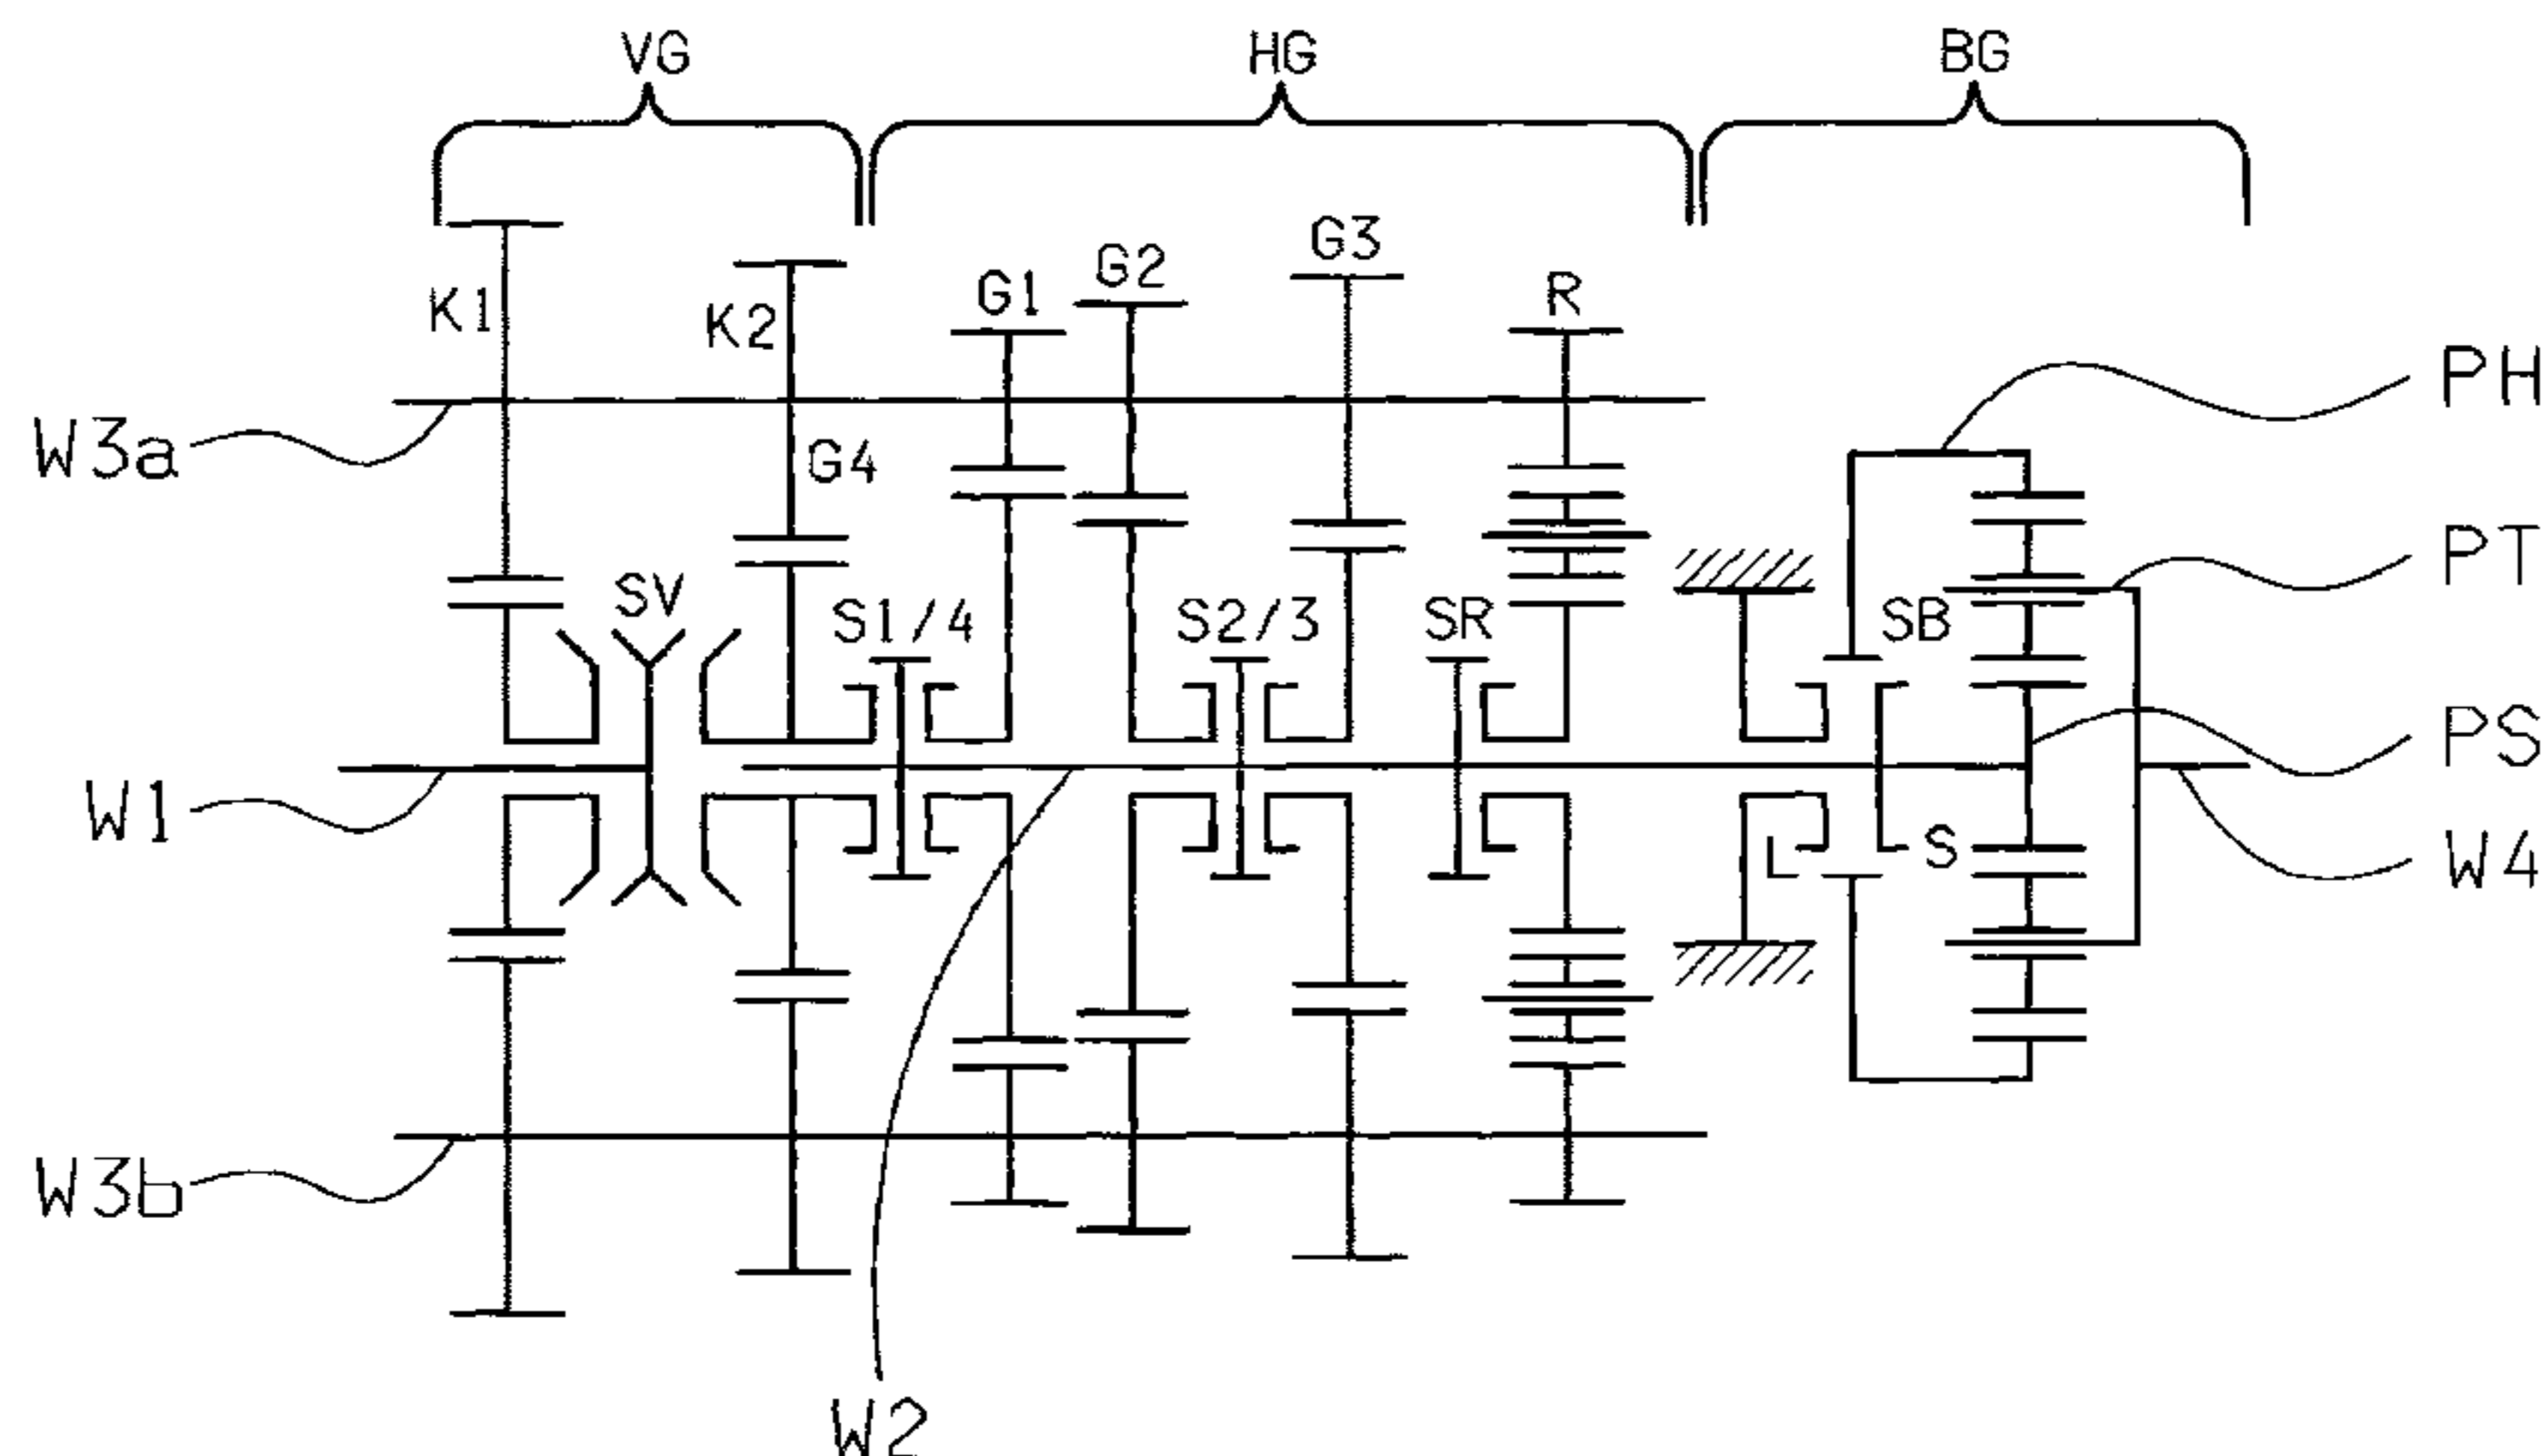 VG HG BG
G3
G2
G1 R
K1 K2
PH
W3a G4
PT
SV S1/4 S2/3 SR SB
PS
W1
S W4
W3b
W2